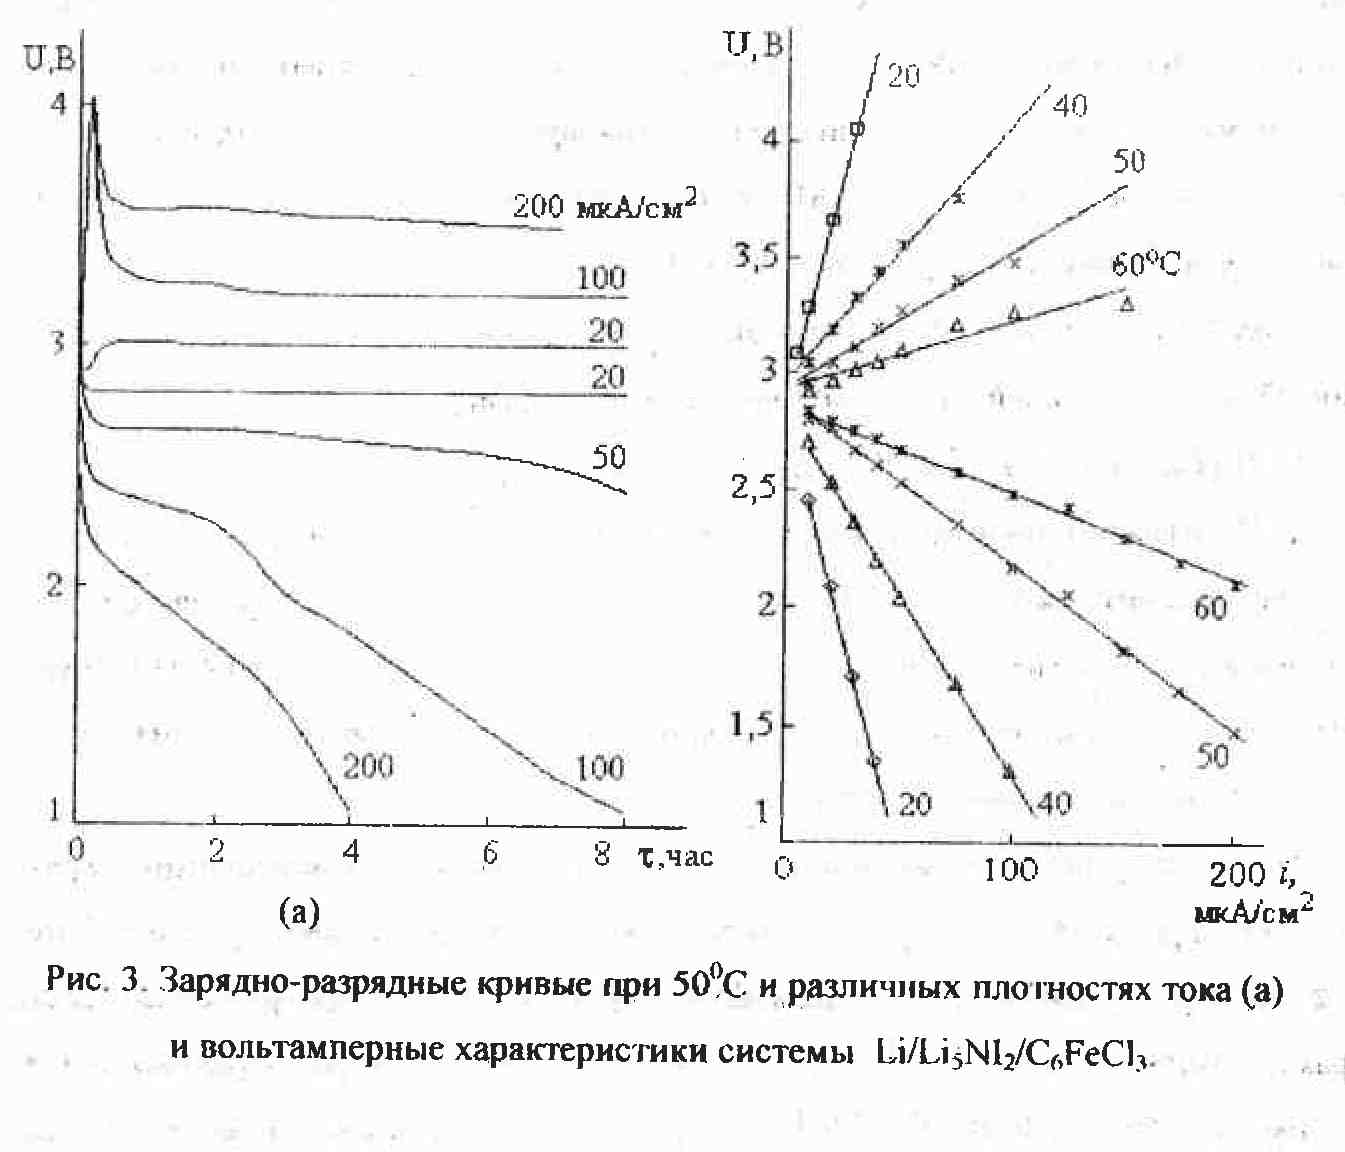 U,В
4
3
2
1
200 мкА/см²
100
20
20
50
100
200
0 2 4 6 8 τ,час
(а)
U,В
4
3,5
3
2,5
2
1,5
1
20
40
50
60⁰C
60
50
40
20
0 100 200 i,
мкА/см²
Рис. 3. Зарядно-разрядные кривые при 50⁰C и различных плотностях тока (а)
и вольтамперные характеристики системы Li/Li₅NI₂/C₆FeCl₃.